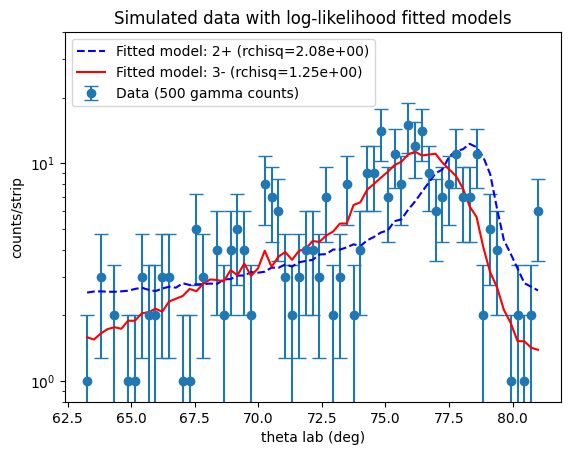 Simulated data with log-likelihood fitted models
Fitted model: 2+ (rchisq=2.08e+00)
Fitted model: 3- (rchisq=1.25e+00)
Data (500 gamma counts)
counts/strip
10¹
10⁰
62.5 65.0 67.5 70.0 72.5 75.0 77.5 80.0
theta lab (deg)